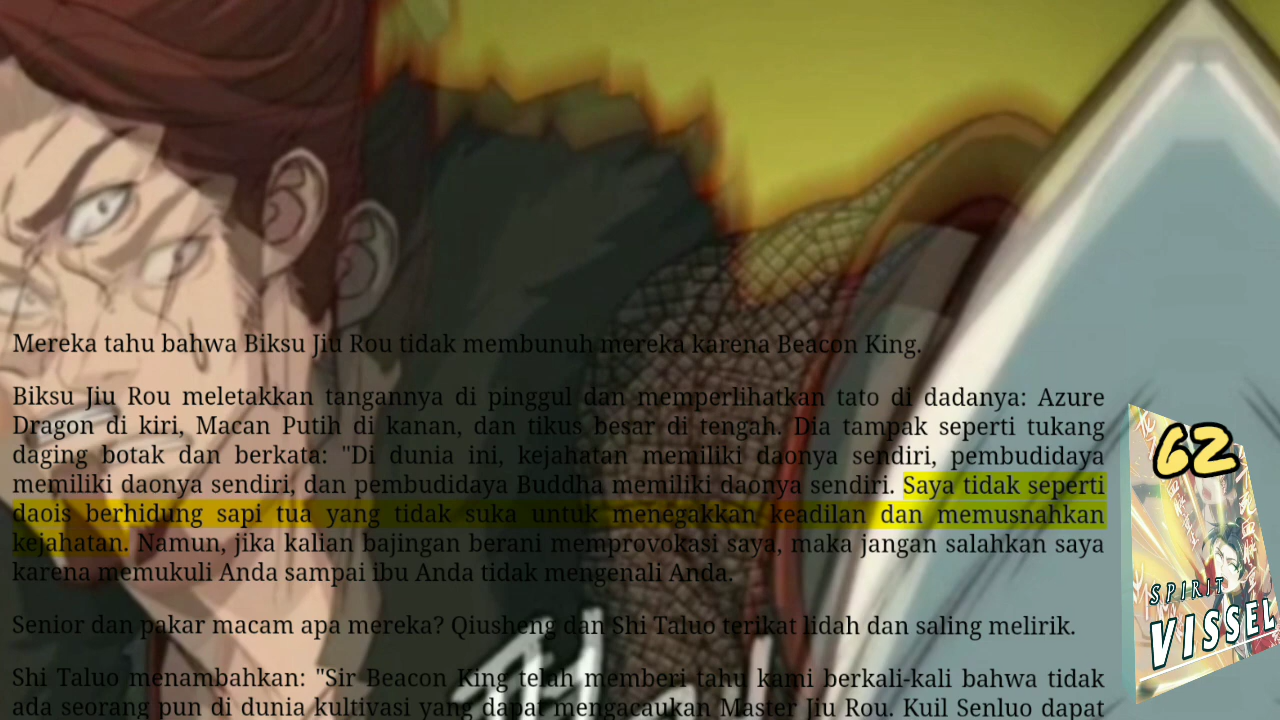 Mereka tahu bahwa Biksu Jiu Rou tidak membunuh mereka karena Beacon King.
Biksu Jiu Rou meletakkan tangannya di pinggul dan memperlihatkan tato di dadanya: Azure
Dragon di kiri, Macan Putih di kanan, dan tikus besar di tengah. Dia tampak seperti tukang
daging botak dan berkata: "Di dunia ini, kejahatan memiliki daonya sendiri, pembudidaya
memiliki daonya sendiri, dan pembudidaya Buddha memiliki daonya sendiri. Saya tidak seperti
daois berhidung sapi tua yang tidak suka untuk menegakkan keadilan dan memusnahkan
kejahatan. Namun, jika kalian bajingan berani memprovokasi saya, maka jangan salahkan saya
karena memukuli Anda sampai ibu Anda tidak mengenali Anda.
Senior dan pakar macam apa mereka? Qiusheng dan Shi Taluo terikat lidah dan saling melirik.
Shi Taluo menambahkan: "Sir Beacon King telah memberi tahu kami berkali-kali bahwa tidak
ada seorang pun di dunia kultivasi yang dapat mengacaukan Master Jiu Rou. Kuil Senluo dapat
62
SPIRIT
VISSEL